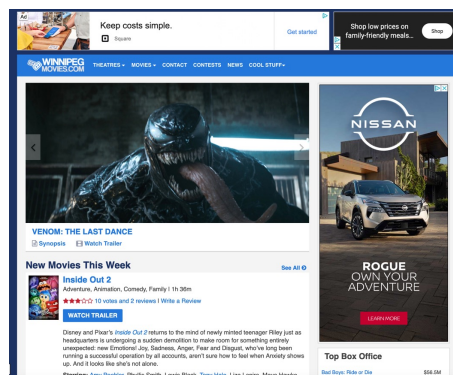 Ad
Keep costs simple.
Square
Get started
Shop low prices on
family-friendly meals...
Shop
WINNIPEG
MOVIES.COM
THEATRES MOVIES CONTACT CONTESTS NEWS COOL STUFF
VENOM: THE LAST DANCE
Synopsis Watch Trailer
New Movies This Week
See All
Inside Out 2
Adventure, Animation, Comedy, Family | 1h 36m
10 votes and 2 reviews | Write a Review
WATCH TRAILER
Disney and Pixar's Inside Out 2 returns to the mind of newly minted teenager Riley just as
headquarters is undergoing a sudden demolition to make room for something entirely
unexpected: new Emotions! Joy, Sadness, Anger, Fear and Disgust, who've long been
running a successful operation by all accounts, aren't sure how to feel when Anxiety shows
up. And it looks like she's not alone.
NISSAN
ROGUE
OWN YOUR
ADVENTURE
LEARN MORE
Top Box Office
Bad Boys: Ride or Die $56.5M